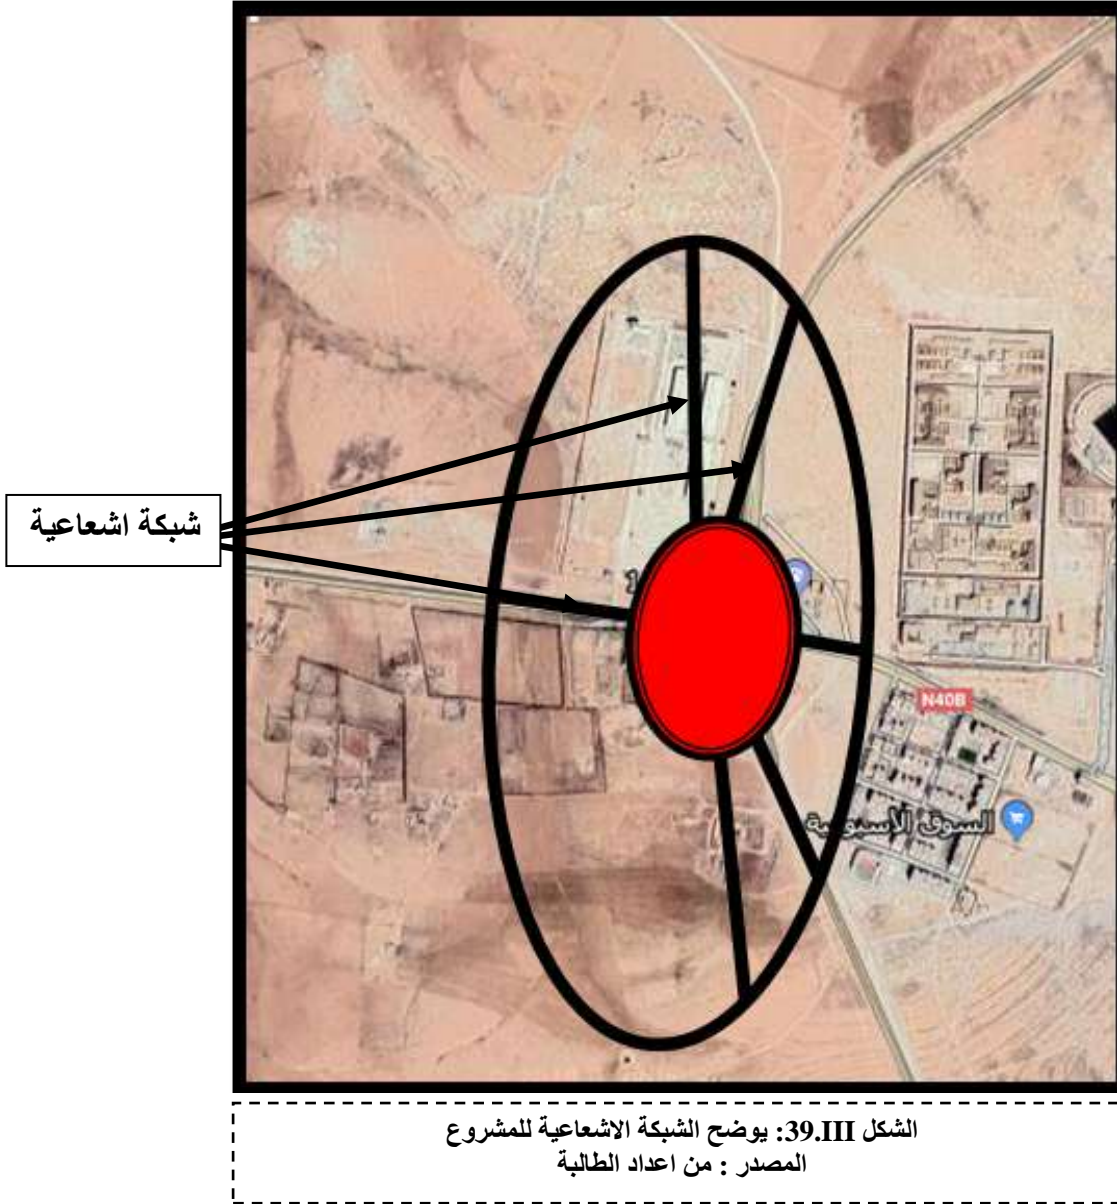 شبكة اشعاعية
N40B
السوق الأسبوعية
الشكل 39.III: يوضح الشبكة الاشعاعية للمشروع
المصدر : من اعداد الطالبة